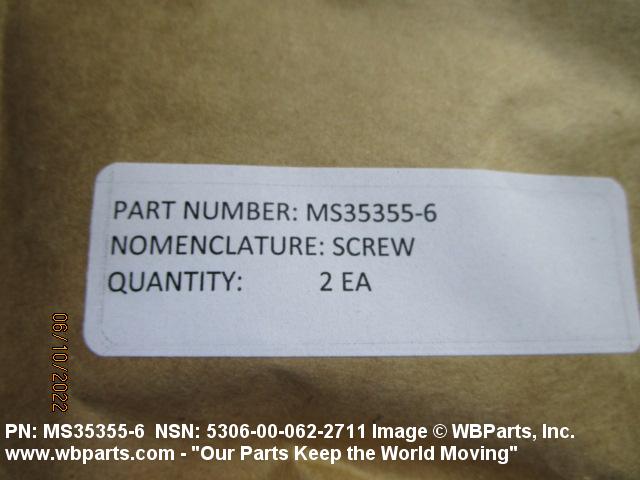 PART NUMBER: MS35355-6
NOMENCLATURE: SCREW
QUANTITY: 2 EA
06/10/2022
PN: MS35355-6 NSN: 5306-00-062-2711 Image © WBParts, Inc.
www.wbparts.com - "Our Parts Keep the World Moving"